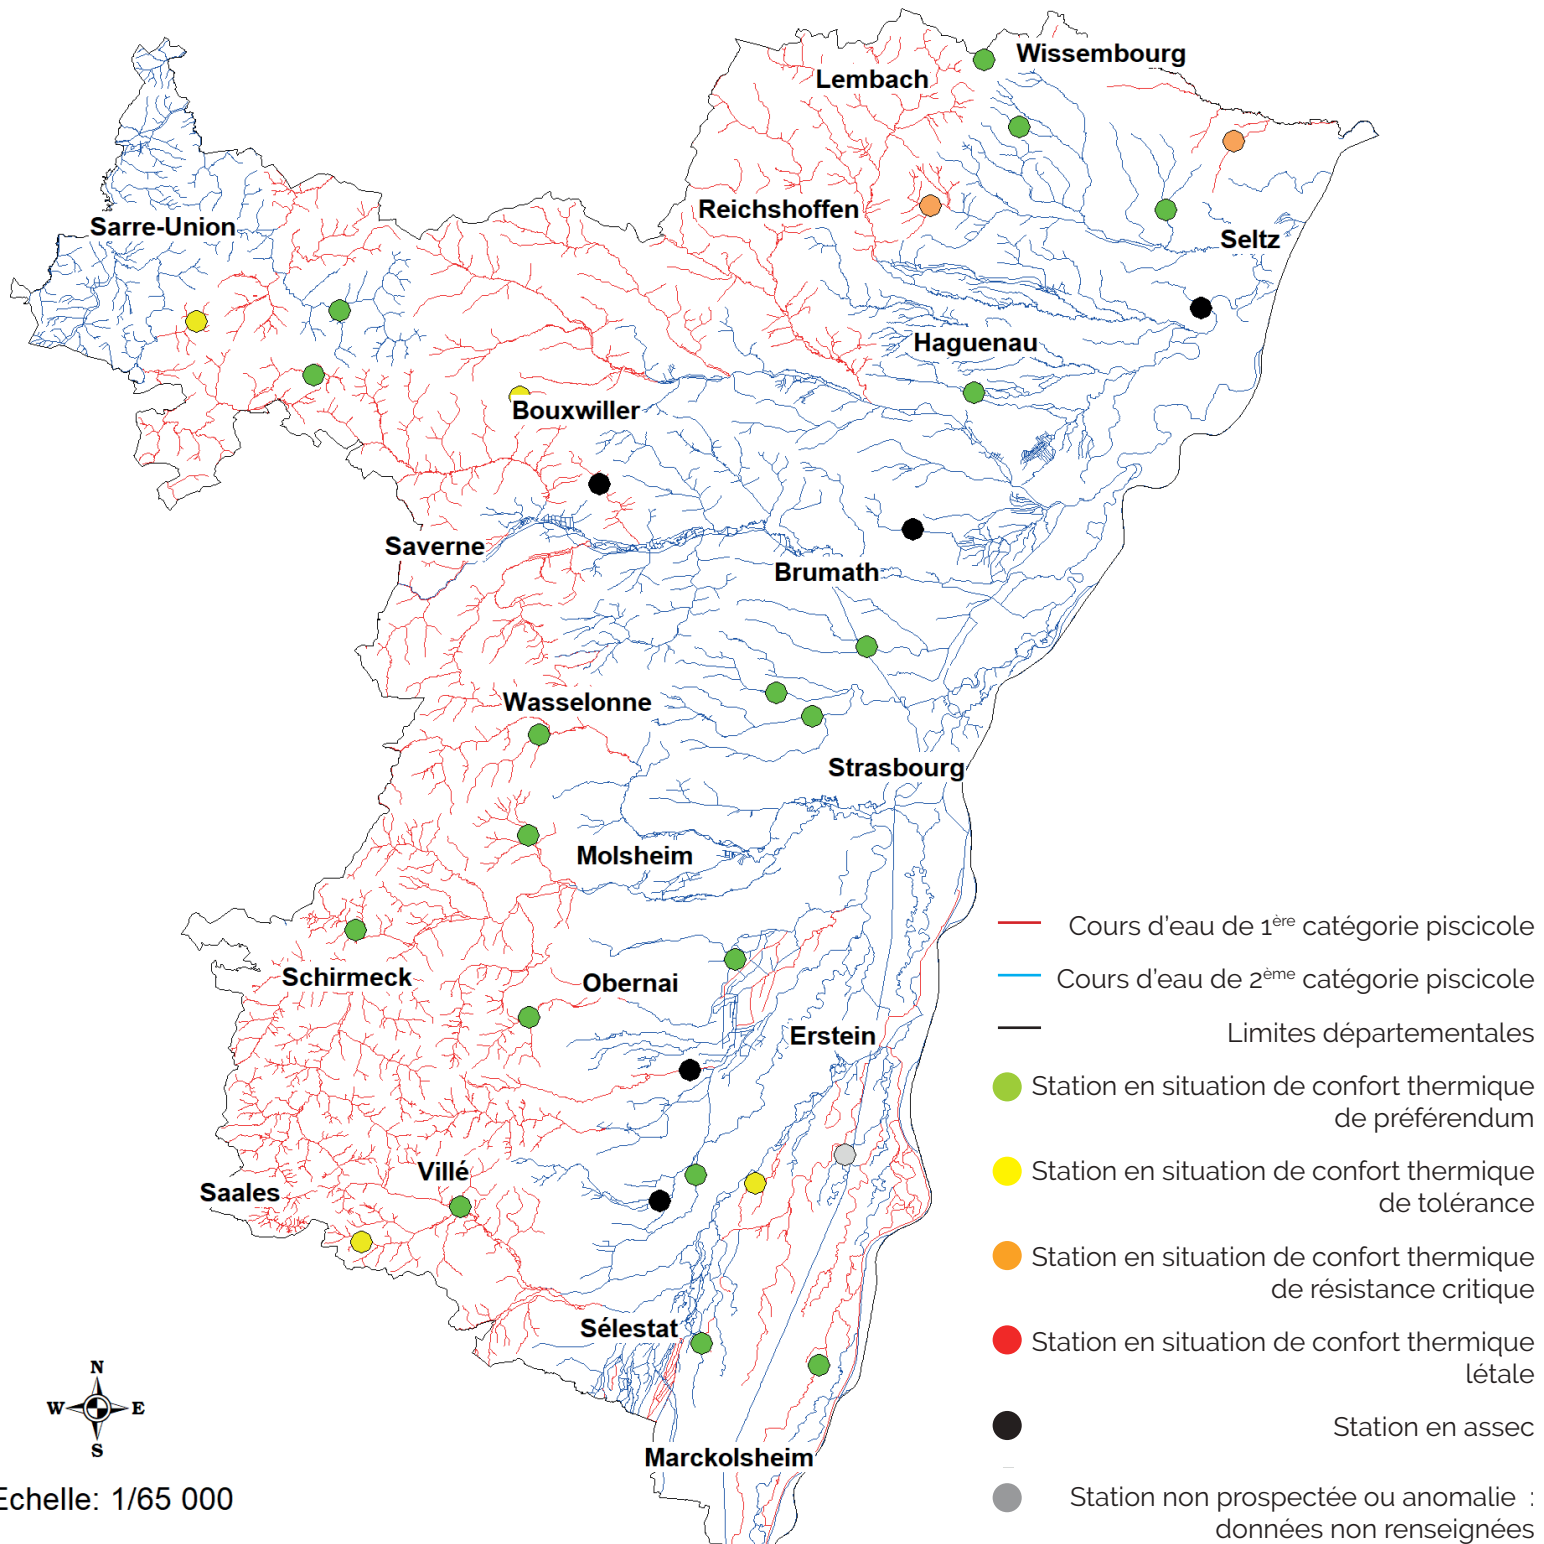 Wissembourg
Lembach
Reichshoffen
Sarre-Union
Seltz
Haguenau
Bouxwiller
Saverne
Brumath
Wasselonne
Strasbourg
Molsheim
Schirmeck
Obernai
Erstein
Villé
Saales
Sélestat
Marckolsheim
N
W E
S
Echelle: 1/65 000
Cours d'eau de 1ère catégorie piscicole
Cours d'eau de 2ème catégorie piscicole
Limites départementales
Station en situation de confort thermique
de préférendum
Station en situation de confort thermique
de tolérance
Station en situation de confort thermique
de résistance critique
Station en situation de confort thermique
létale
Station en assec
Station non prospectée ou anomalie :
données non renseignées